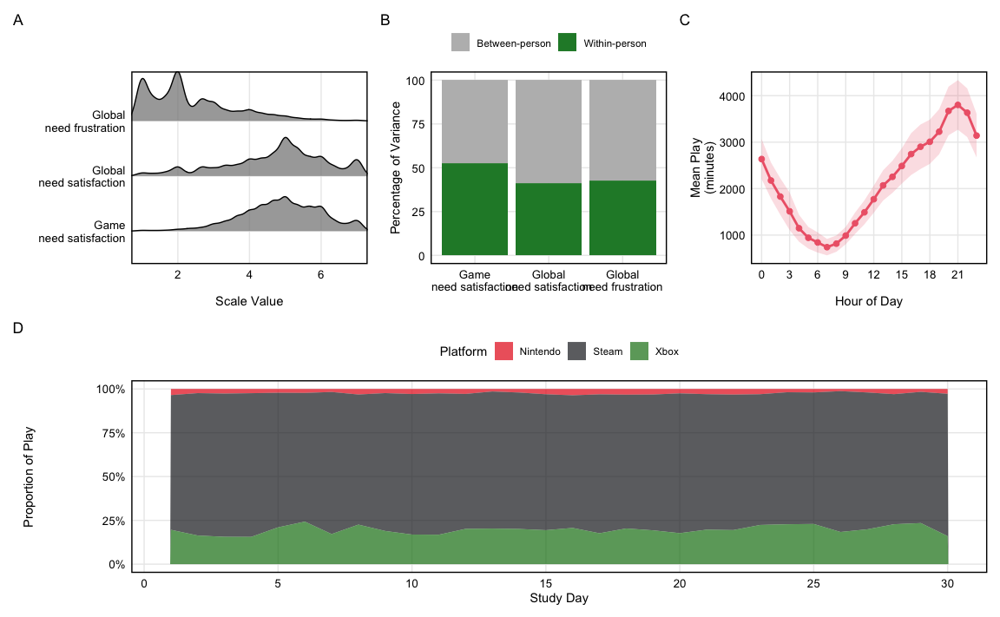 A
Global
need frustration
Global
need satisfaction
Game
need satisfaction
2 4 6
Scale Value
B
Between-person Within-person
Percentage of Variance
100
75
50
25
0
Game
need satisfaction
Global
need satisfaction
Global
need frustration
C
Mean Play
(minutes)
4000
3000
2000
1000
0 3 6 9 12 15 18 21
Hour of Day
D
Platform Nintendo Steam Xbox
Proportion of Play
100%
75%
50%
25%
0%
0 5 10 15 20 25 30
Study Day